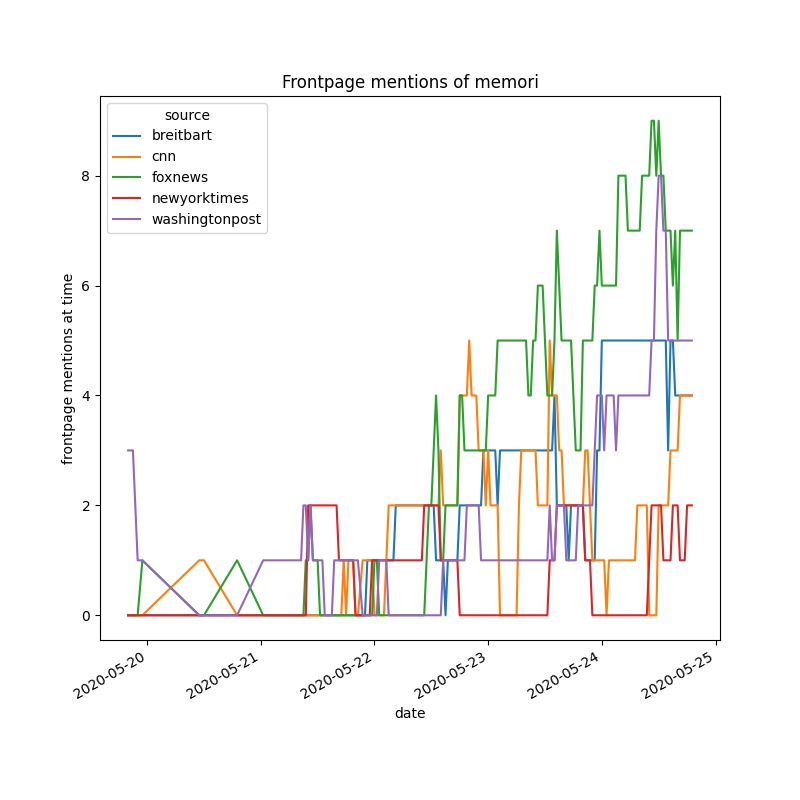 Frontpage mentions of memori
source
breitbart
cnn
foxnews
newyorktimes
washingtonpost
frontpage mentions at time
8
6
4
2
0
2020-05-20
2020-05-21
2020-05-22
2020-05-23
2020-05-24
2020-05-25
date